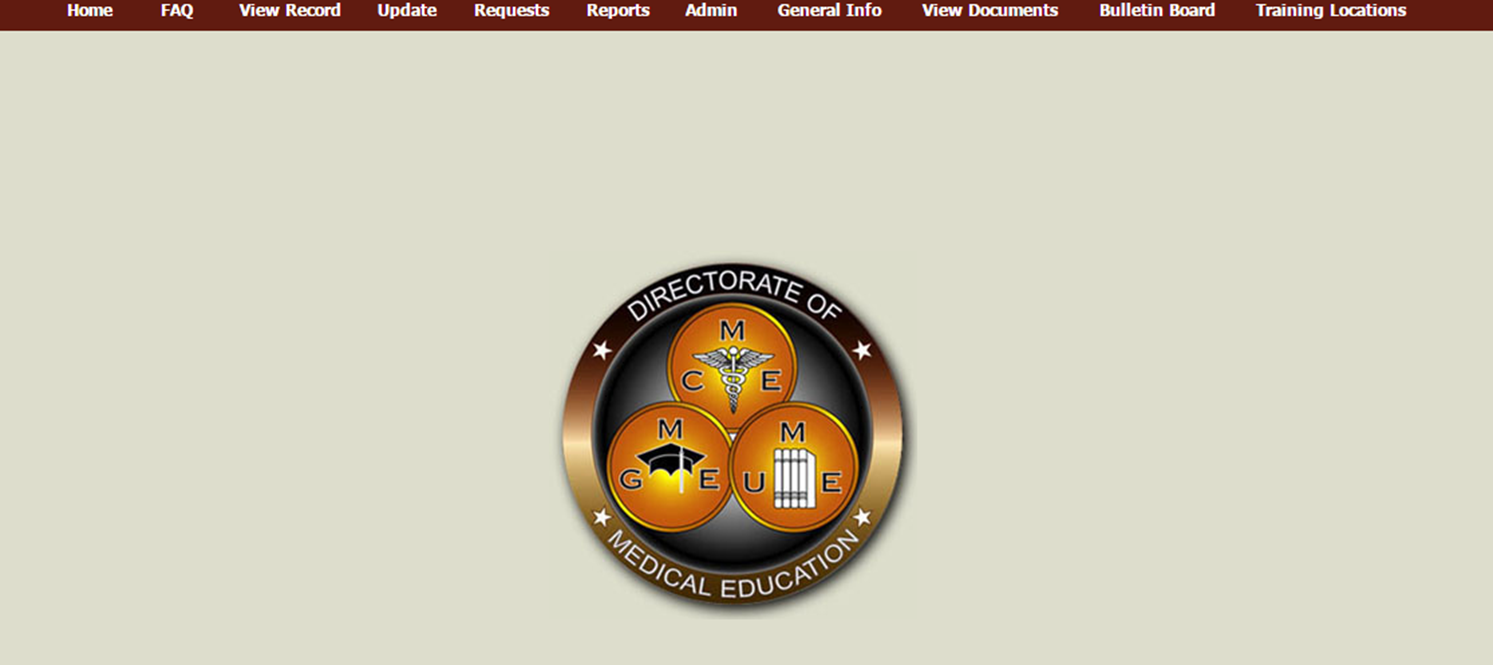 Home FAQ View Record Update Requests Reports Admin General Info View Documents Bulletin Board Training Locations
DIRECTORATE OF
M
C E
M
G E
M
U E
MEDICAL EDUCATION